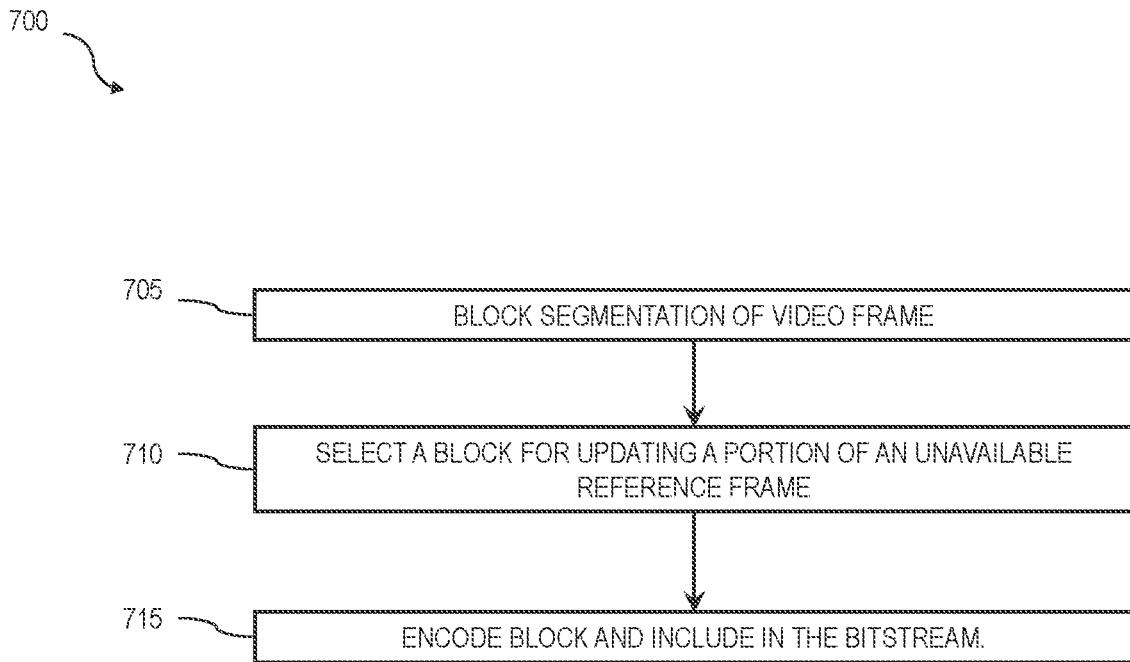 700
705
BLOCK SEGMENTATION OF VIDEO FRAME
710
SELECT A BLOCK FOR UPDATING A PORTION OF AN UNAVAILABLE
REFERENCE FRAME
715
ENCODE BLOCK AND INCLUDE IN THE BITSTREAM.